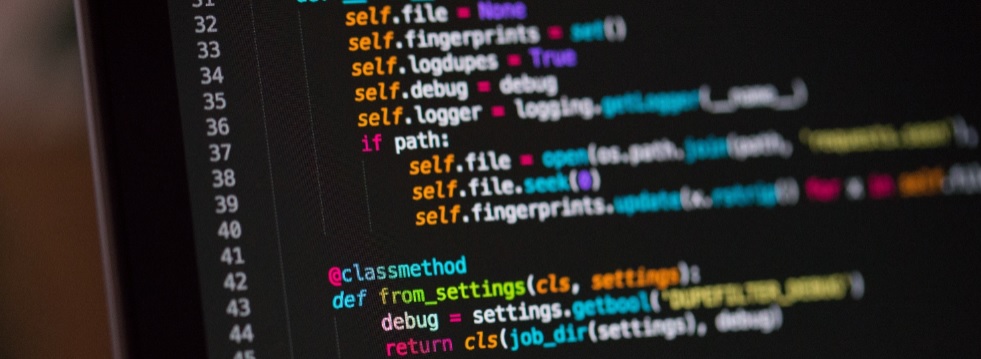 31 def
32 self.file = None
33 self.fingerprints = set()
34 self.logdupes = True
35 self.debug = debug
36 self.logger = logging.getLogger(__name__)
37 if path:
38 self.file = open(os.path.join(path, 'requests.seen'),
39 self.file.seek(0)
40 self.fingerprints.update(x.rstrip() for x in self.
41
42 @classmethod
43 def from_settings(cls, settings):
44 debug = settings.getbool('DUPEFILTER_DEBUG')
45 return cls(job_dir(settings), debug)